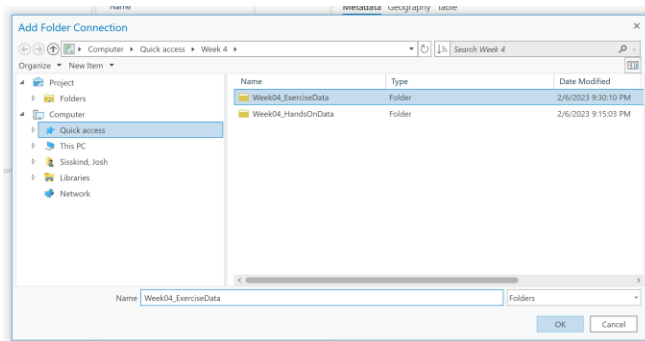 Name Metadata Geography Table
Add Folder Connection
Computer Quick access Week 4 Search Week 4
Organize New Item
Project
Folders
Computer
Quick access
This PC
Sisskind, Josh
Libraries
Network
Name Type Date Modified
Week04_ExerciseData Folder 2/6/2023 9:30:10 PM
Week04_HandsOnData Folder 2/6/2023 9:15:03 PM
Name Week04_ExerciseData Folders
OK Cancel